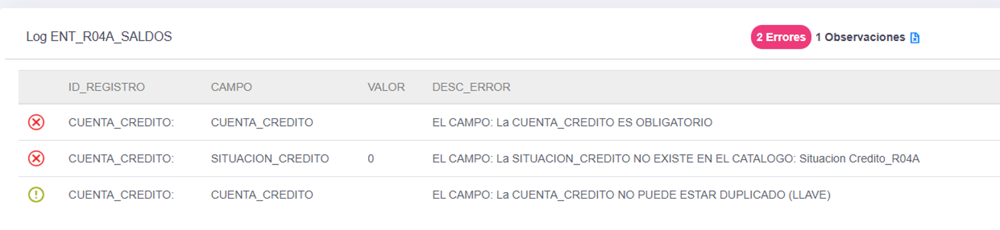 Log ENT_R04A_SALDOS 2 Errores 1 Observaciones
ID_REGISTRO CAMPO VALOR DESC_ERROR
CUENTA_CREDITO: CUENTA_CREDITO EL CAMPO: La CUENTA_CREDITO ES OBLIGATORIO
CUENTA_CREDITO: SITUACION_CREDITO 0 EL CAMPO: La SITUACION_CREDITO NO EXISTE EN EL CATALOGO: Situacion Credito_R04A
CUENTA_CREDITO: CUENTA_CREDITO EL CAMPO: La CUENTA_CREDITO NO PUEDE ESTAR DUPLICADO (LLAVE)